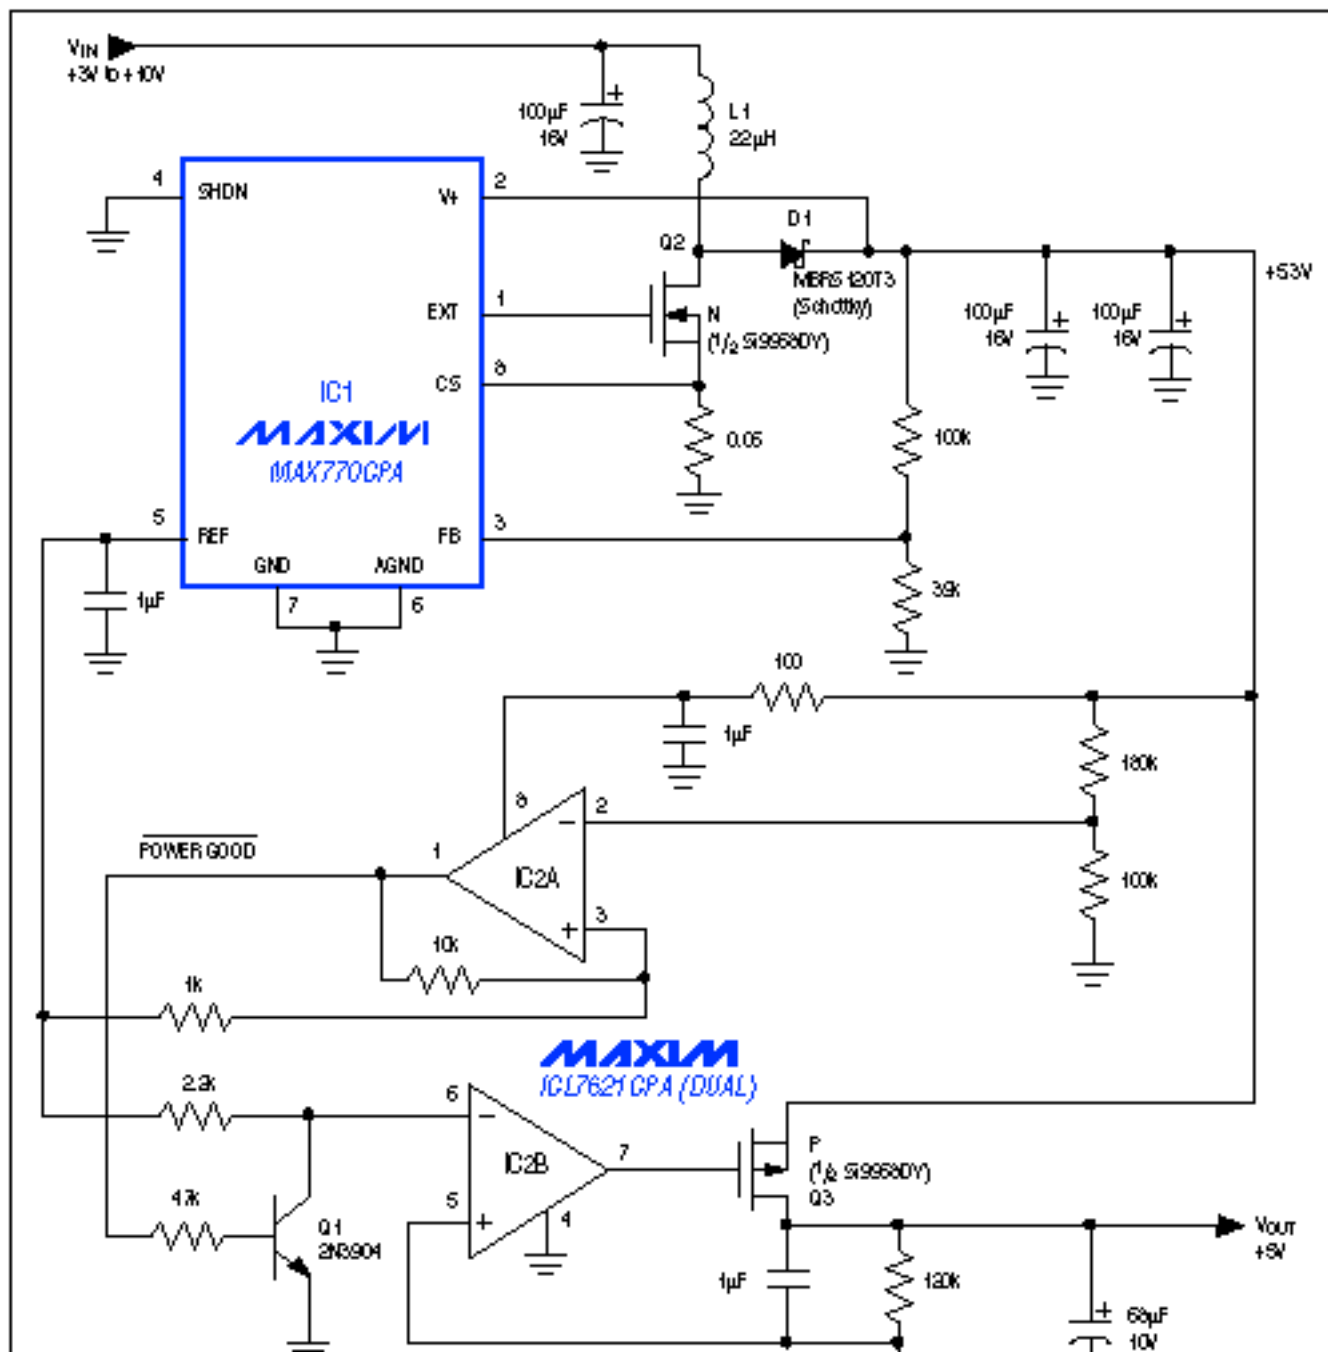 VIN
+3V to +10V
100µF
16V
L1
22µH
4
SHDN
V+
2
D1
Q2
MBRS120T3
(Schottky)
+5.3V
EXT
1
N
(1/2 Si9958DY)
100µF
16V
100µF
16V
CS
8
IC1
MAXIM
MAX770CPA
0.05
100k
5
REF
FB
3
GND
AGND
1µF
7
6
39k
100
1µF
180k
8
2
−
POWER GOOD
1
IC2A
100k
3
+
10k
1k
MAXIM
ICL7621CPA (DUAL)
2.2k
6
−
P
IC2B
7
(1/2 Si9958DY)
Q3
47k
5
+
4
Q1
2N3904
VOUT
+5V
1µF
120k
+
68µF
10V